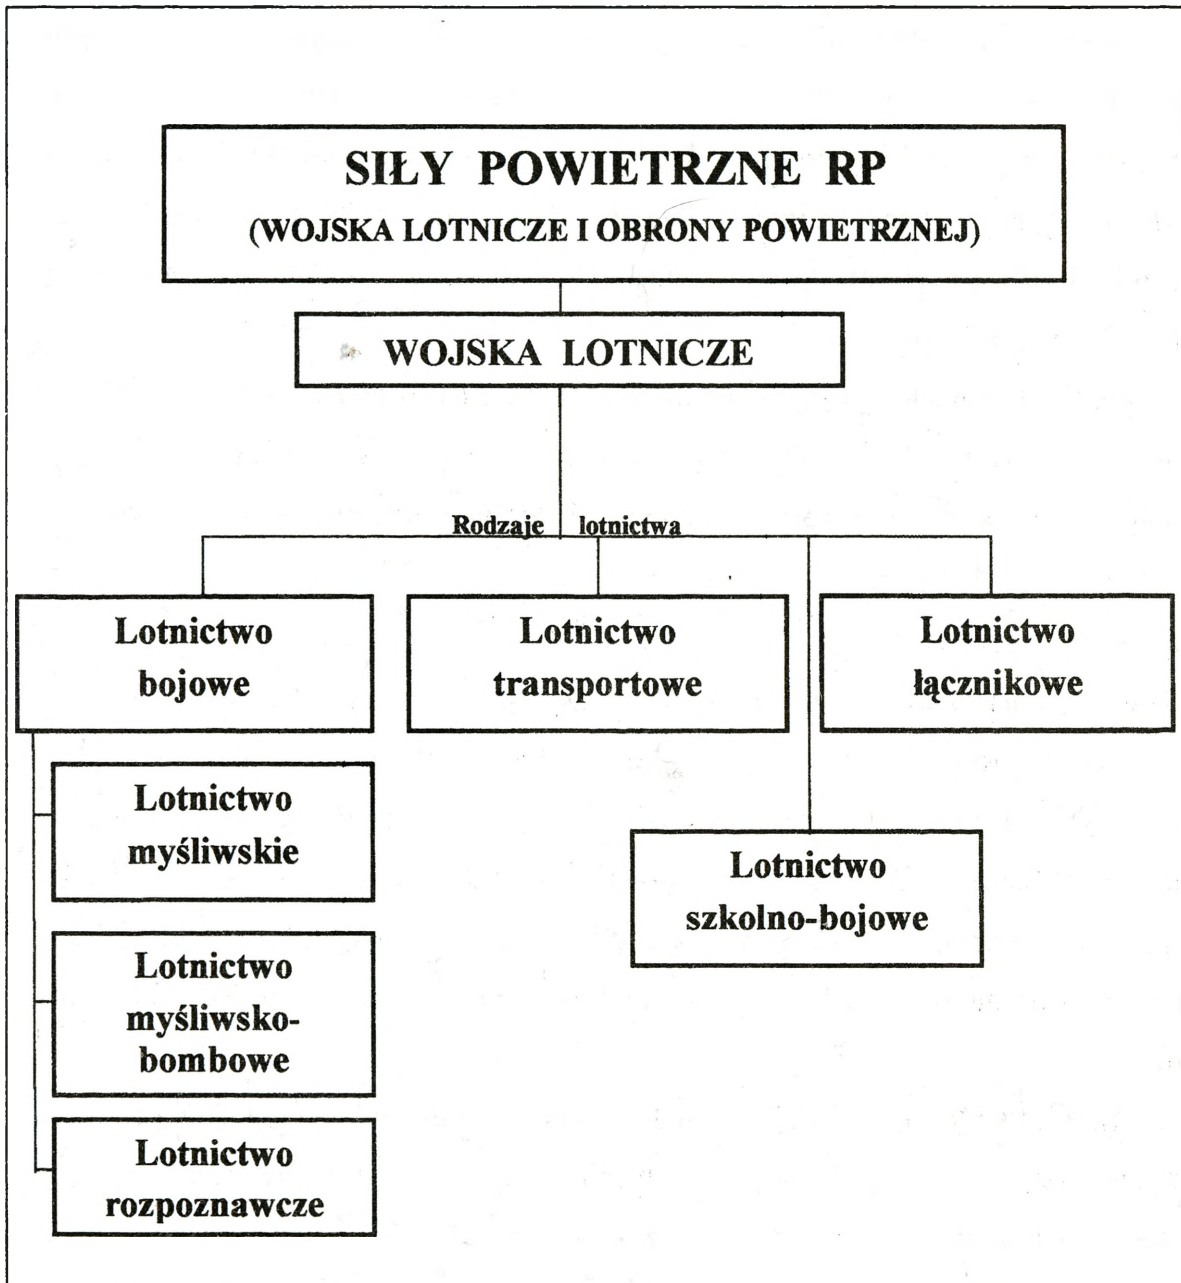 SIŁY POWIETRZNE RP
(WOJSKA LOTNICZE I OBRONY POWIETRZNEJ)
WOJSKA LOTNICZE
Rodzaje lotnictwa
Lotnictwo
bojowe
Lotnictwo
transportowe
Lotnictwo
łącznikowe
Lotnictwo
myśliwskie
Lotnictwo
szkolno-bojowe
Lotnictwo
myśliwsko-
bombowe
Lotnictwo
rozpoznawcze